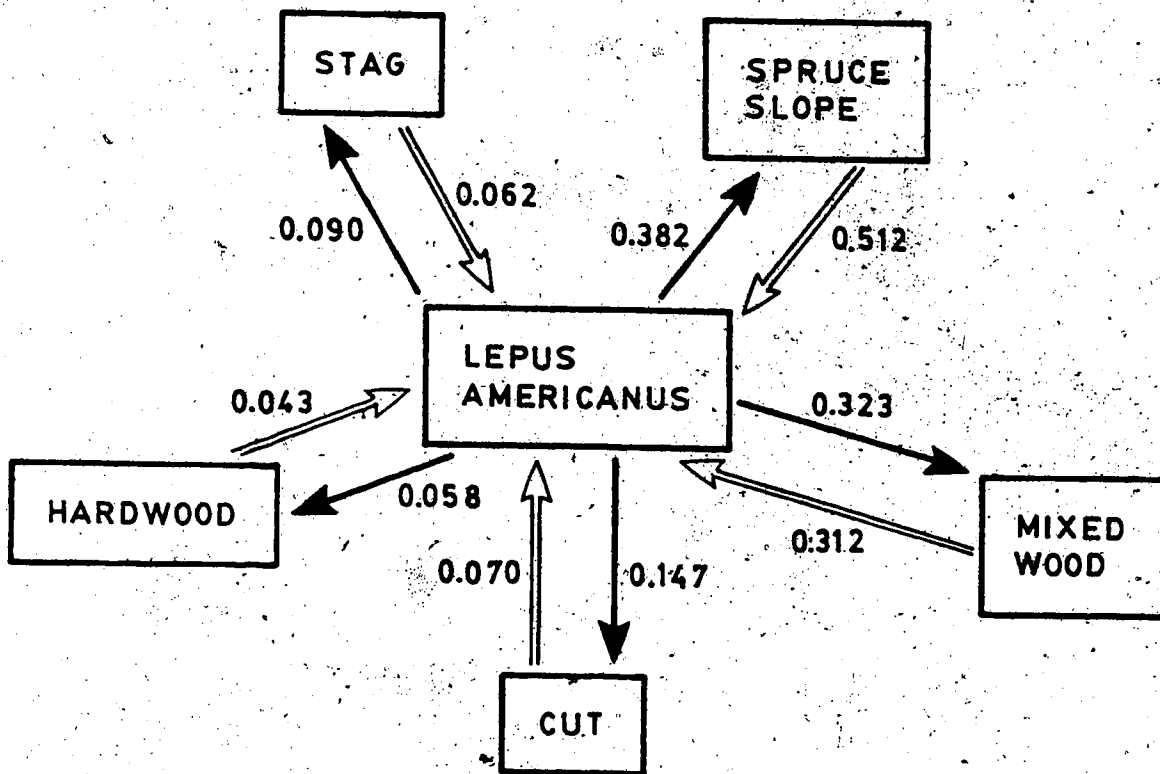 STAG
SPRUCE
SLOPE
0.062
0.090
0.382
0.512
LEPUS
AMERICANUS
0.043
0.323
HARDWOOD
0.058
0.312
MIXED
WOOD
0.070
0.147
CUT